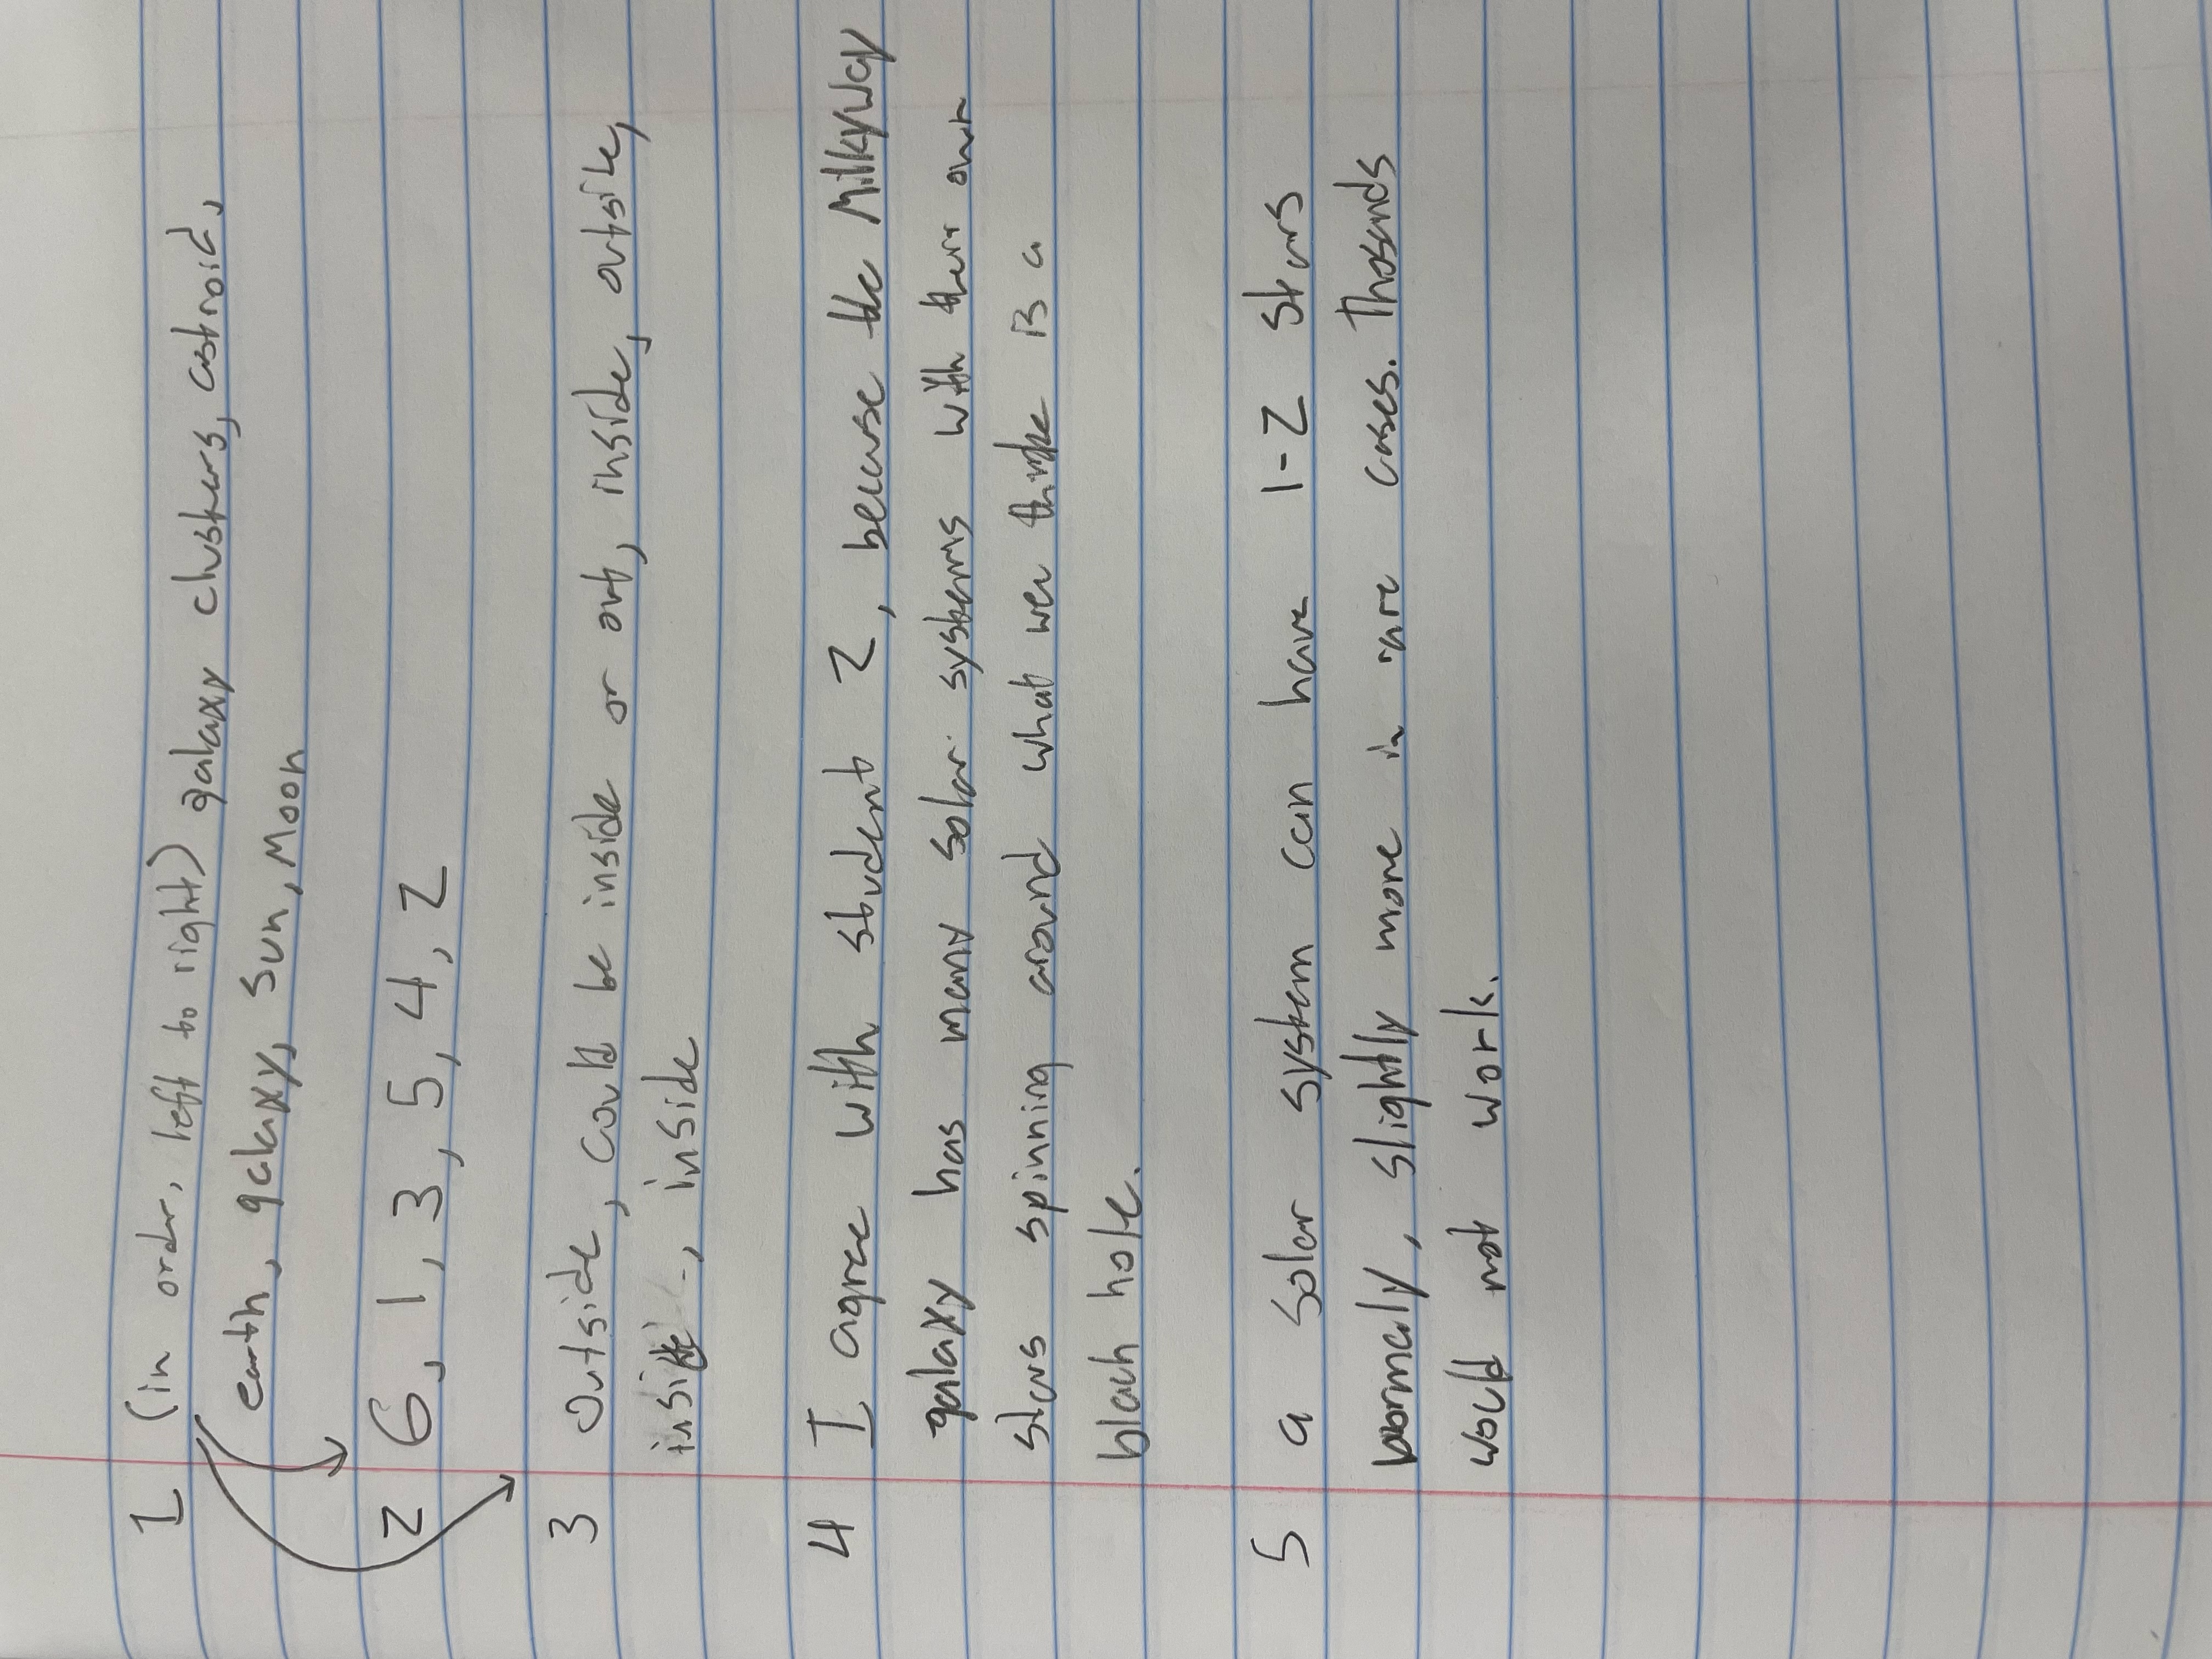 1 (in order, left to right) galaxy clusters, astroid,
earth, galaxy, sun, Moon
2 6, 1, 3, 5, 4, 2
3 Outside, could be inside or out, inside, outside,
inside -, inside
4 I agree with student 2, because the MilkyWay
galaxy has many solar systems with their own
stars spinning around what we think is a
blach hole.
5 a solar system can have 1-2 stars
normaly, slightly more in rare cases. Thosands
would not work.